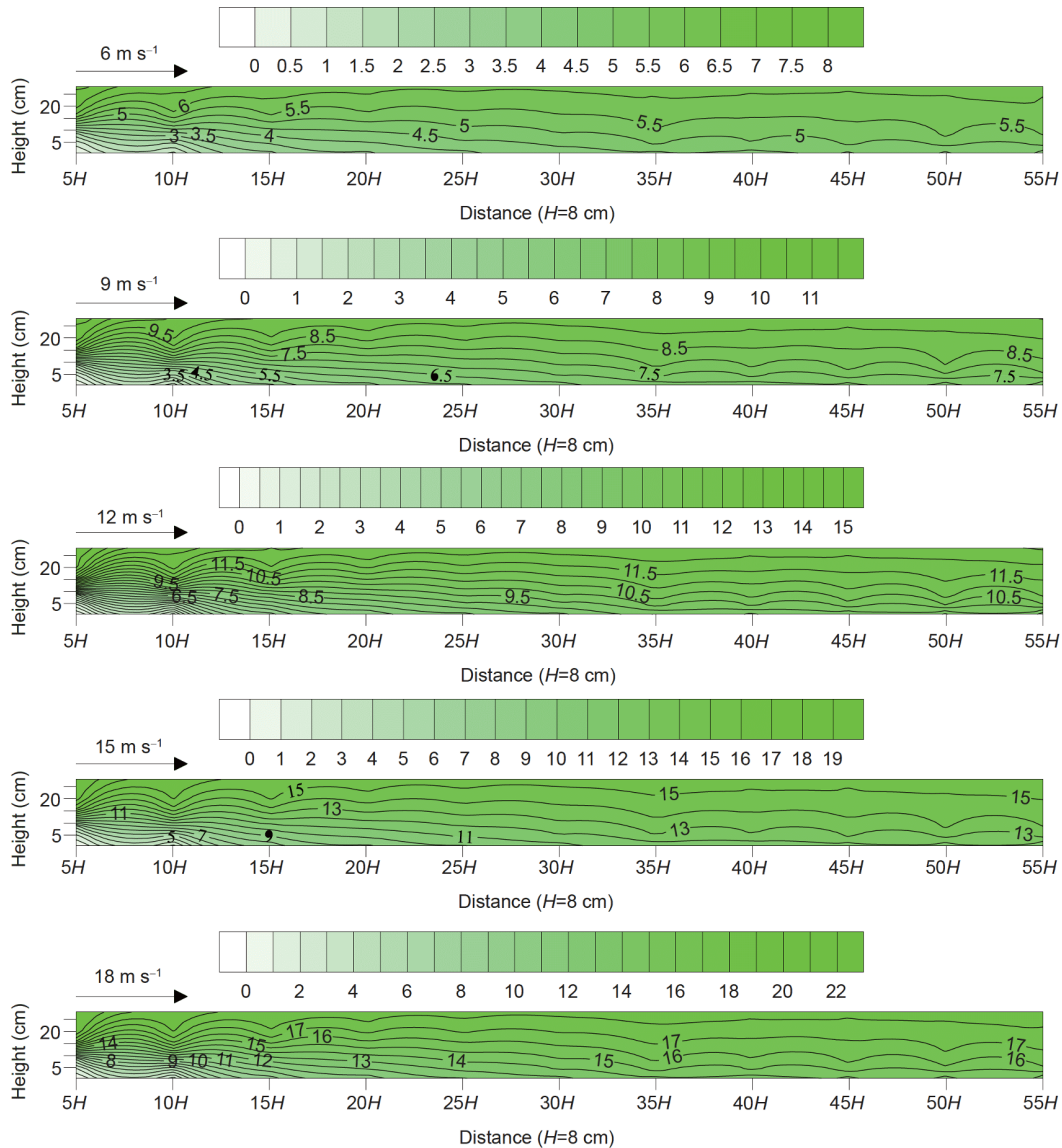 0 0.5 1 1.5 2 2.5 3 3.5 4 4.5 5 5.5 6 6.5 7 7.5 8
6 m s⁻¹
Height (cm)
20
5
5 6 5.5 3 3.5 4 4.5 5 5.5 5 5.5
5H 10H 15H 20H 25H 30H 35H 40H 45H 50H 55H
Distance (H=8 cm)
0 1 2 3 4 5 6 7 8 9 10 11
9 m s⁻¹
Height (cm)
20
5
9.5 8.5 7.5 3.5 4.5 5.5 6.5 8.5 7.5 8.5 7.5
5H 10H 15H 20H 25H 30H 35H 40H 45H 50H 55H
Distance (H=8 cm)
0 1 2 3 4 5 6 7 8 9 10 11 12 13 14 15
12 m s⁻¹
Height (cm)
20
5
11.5 10.5 9.5 6.5 7.5 8.5 9.5 11.5 10.5 11.5 10.5
5H 10H 15H 20H 25H 30H 35H 40H 45H 50H 55H
Distance (H=8 cm)
0 1 2 3 4 5 6 7 8 9 10 11 12 13 14 15 16 17 18 19
15 m s⁻¹
Height (cm)
20
5
11 15 13 5 7 9 11 15 13 15 13
5H 10H 15H 20H 25H 30H 35H 40H 45H 50H 55H
Distance (H=8 cm)
0 2 4 6 8 10 12 14 16 18 20 22
18 m s⁻¹
Height (cm)
20
5
14 15 17 16 8 9 10 11 12 13 14 15 17 16 17 16
5H 10H 15H 20H 25H 30H 35H 40H 45H 50H 55H
Distance (H=8 cm)